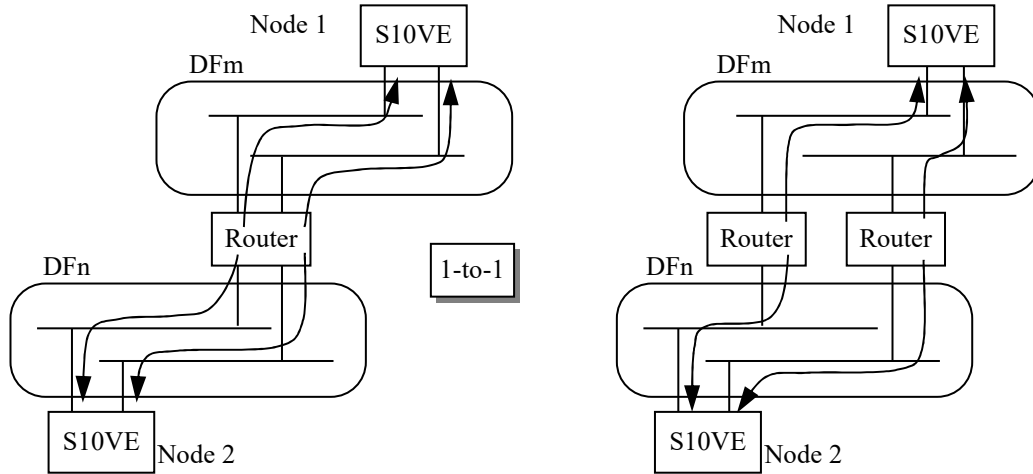 Node 1
S10VE
DFm
Router
DFn
S10VE
Node 2
1-to-1
Node 1
S10VE
DFm
Router
Router
DFn
S10VE
Node 2